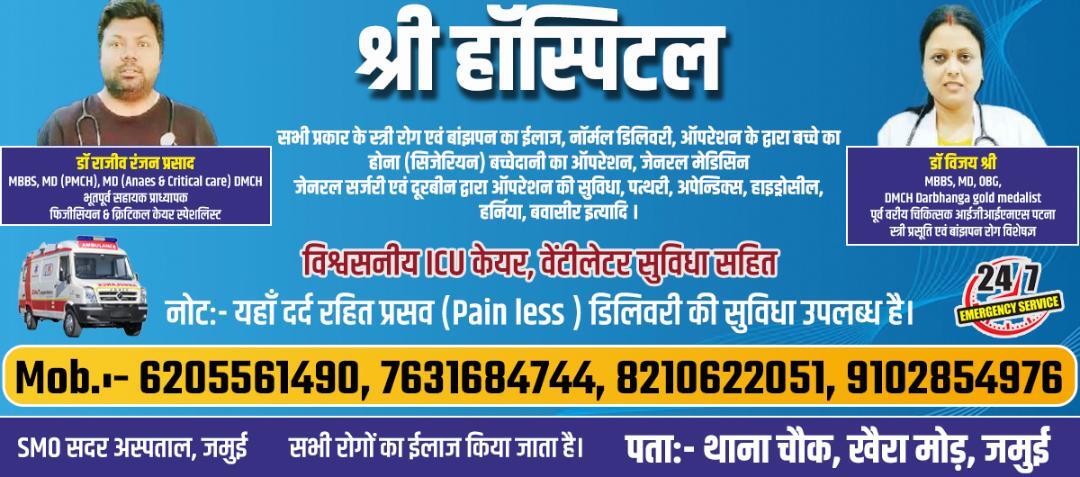 श्री हॉस्पिटल
सभी प्रकार के स्त्री रोग एवं बांझपन का ईलाज, नॉर्मल डिलिवरी, ऑपरेशन के द्वारा बच्चे का
होना (सिजेरियन) बच्चेदानी का ऑपरेशन, जेनरल मेडिसिन
जेनरल सर्जरी एवं दूरबीन द्वारा ऑपरेशन की सुविधा, पत्थरी, अपेन्डिक्स, हाइड्रोसील,
हर्निया, बवासीर इत्यादि ।
डॉ राजीव रंजन प्रसाद
MBBS, MD (PMCH), MD (Anaes & Critical care) DMCH
भूतपूर्व सहायक प्राध्यापक
फिजीसियन & क्रिटिकल केयर स्पेशलिस्ट
डॉ विजय श्री
MBBS, MD, OBG,
DMCH Darbhanga gold medalist
पूर्व वरीय चिकित्सक आईजीआईएमएस पटना
स्त्री प्रसूति एवं बांझपन रोग विशेषज्ञ
AMBULANCE
विश्वसनीय ICU केयर, वेंटीलेटर सुविधा सहित
24/7
EMERGENCY SERVICE
नोट:- यहाँ दर्द रहित प्रसव (Pain less ) डिलिवरी की सुविधा उपलब्ध है।
Mob.:- 6205561490, 7631684744, 8210622051, 9102854976
SMO सदर अस्पताल, जमुई सभी रोगों का ईलाज किया जाता है। पता:- थाना चौक, खैरा मोड़, जमुई